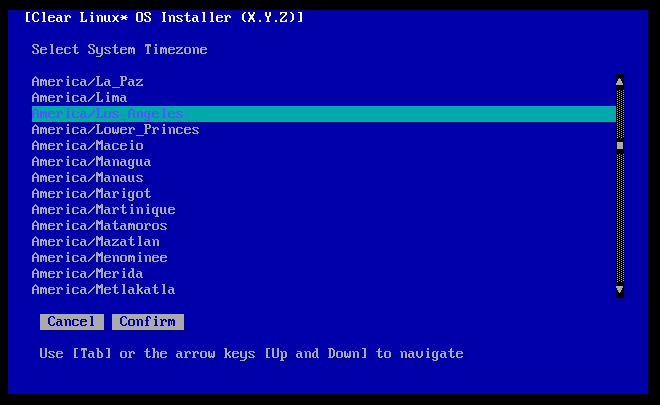 [Clear Linux* OS Installer (X.Y.Z)]
Select System Timezone
America/La_Paz
America/Lima
America/Los_Angeles
America/Lower_Princes
America/Maceio
America/Managua
America/Manaus
America/Marigot
America/Martinique
America/Matamoros
America/Mazatlan
America/Menominee
America/Merida
America/Metlakatla
Cancel Confirm
Use [Tab] or the arrow keys [Up and Down] to navigate